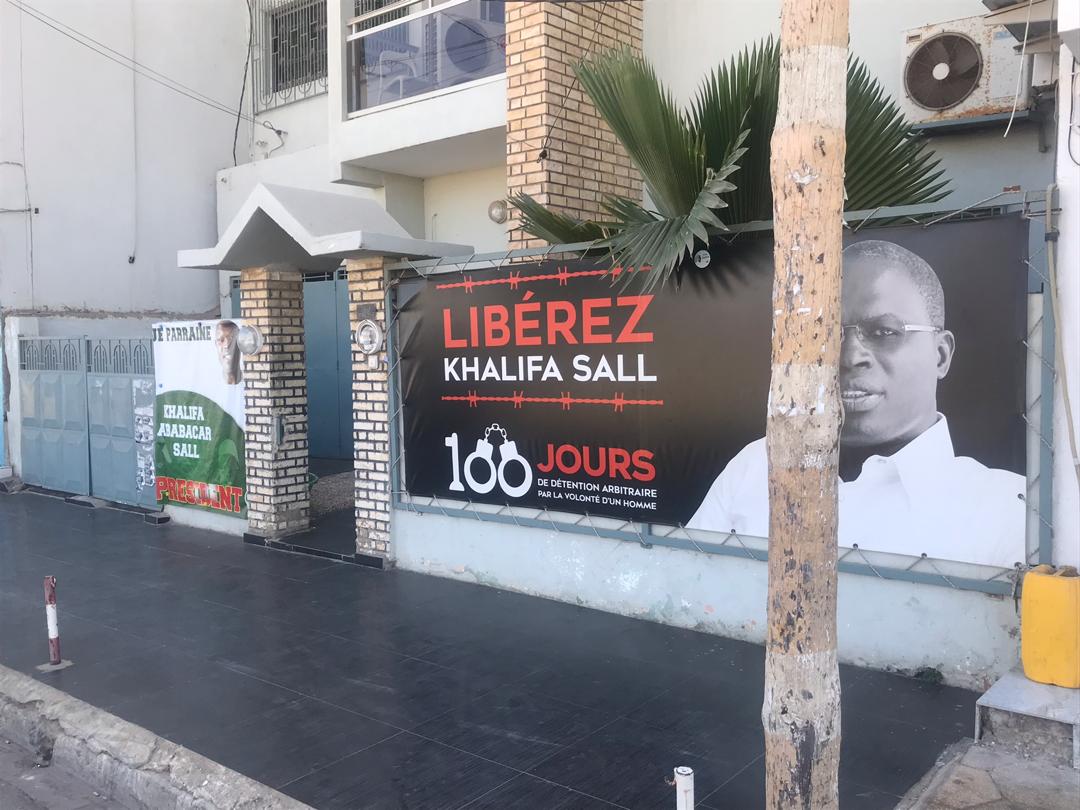 JE PARRAINE
KHALIFA
ABABACAR
SALL
PRESIDENT
LIBÉREZ
KHALIFA SALL
100 JOURS
DE DÉTENTION ARBITRAIRE
PAR LA VOLONTÉ D'UN HOMME